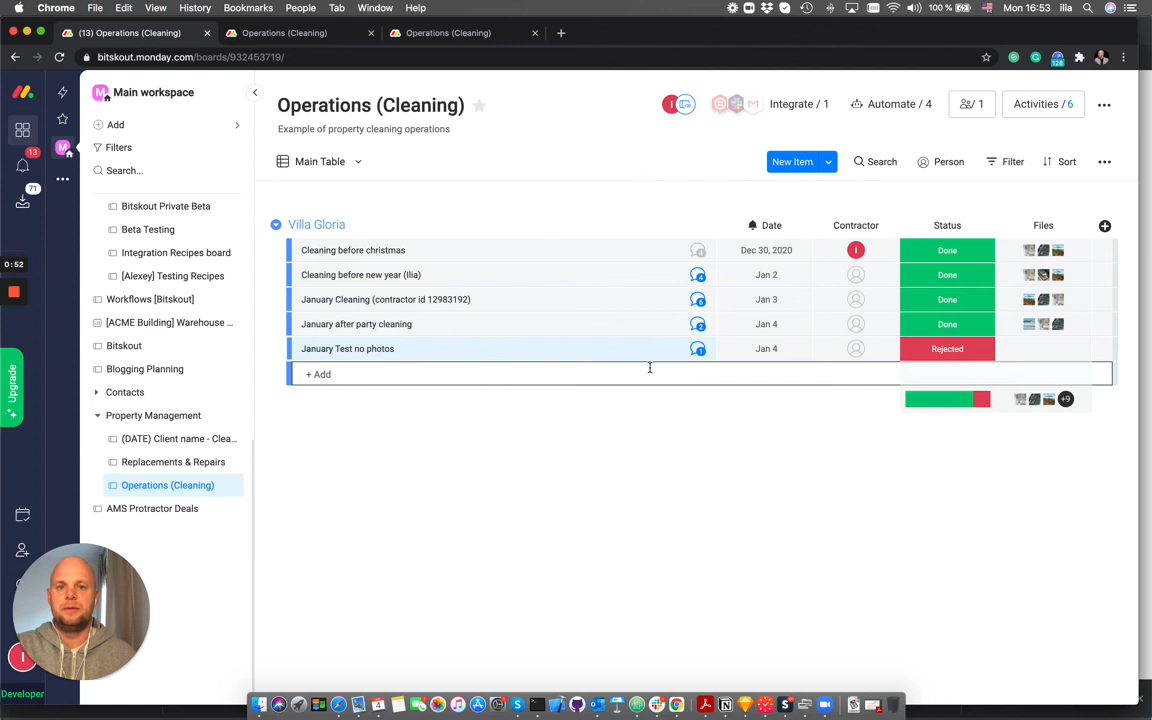 Chrome File Edit View History Bookmarks People Tab Window Help 100 % Mon 16:53 ilia
(13) Operations (Cleaning) Operations (Cleaning) Operations (Cleaning)
bitskout.monday.com/boards/932453719/
128
Main workspace
M
Add
Filters
Search...
13
M
71
Bitskout Private Beta
Beta Testing
Integration Recipes board
[Alexey] Testing Recipes
Workflows [Bitskout]
[ACME Building] Warehouse ...
Bitskout
Blogging Planning
Contacts
Property Management
(DATE) Client name - Clea...
Replacements & Repairs
Operations (Cleaning)
AMS Protractor Deals
0:52
Upgrade
I
Developer
Operations (Cleaning)
Example of property cleaning operations
I
Integrate / 1
Automate / 4
/ 1
Activities / 6
Main Table
New Item
Search
Person
Filter
Sort
Villa Gloria Date Contractor Status Files
Cleaning before christmas Dec 30, 2020 I Done
Cleaning before new year (Ilia) 4 Jan 2 Done
January Cleaning (contractor id 12983192) 6 Jan 3 Done
January after party cleaning 2 Jan 4 Done
January Test no photos 1 Jan 4 Rejected
+ Add
+9